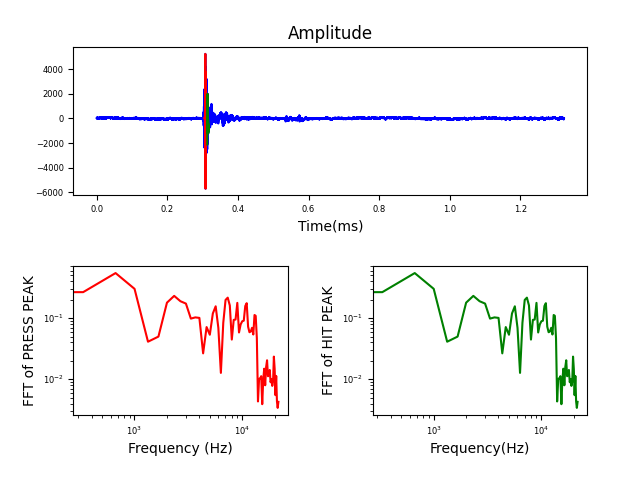 Amplitude
4000
2000
0
−2000
−4000
−6000
0.0 0.2 0.4 0.6 0.8 1.0 1.2
Time(ms)
FFT of PRESS PEAK
10⁻¹
10⁻²
10³ 10⁴
Frequency (Hz)
FFT of HIT PEAK
10⁻¹
10⁻²
10³ 10⁴
Frequency(Hz)